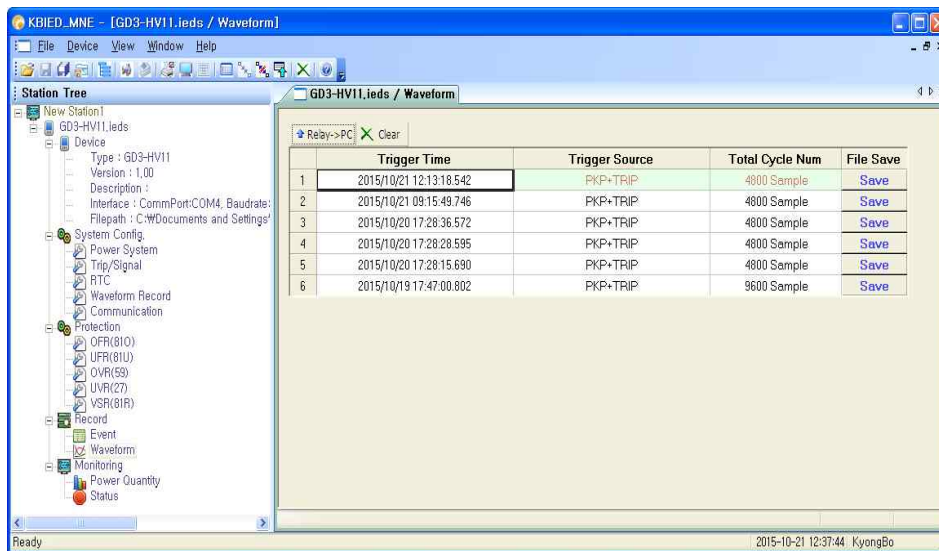 KBIED_MNE - [GD3-HV11.ieds / Waveform]
File Device View Window Help
Station Tree
New Station1
GD3-HV11.ieds
Device
Type : GD3-HV11
Version : 1,00
Description :
Interface : CommPort:COM4, Baudrate:
Filepath : C:₩Documents and Settings
System Config,
Power System
Trip/Signal
RTC
Waveform Record
Communication
Protection
OFR(81O)
UFR(81U)
OVR(59)
UVR(27)
VSR(81R)
Record
Event
Waveform
Monitoring
Power Quantity
Status
GD3-HV11,ieds / Waveform
Relay->PC Clear
Trigger Time Trigger Source Total Cycle Num File Save
1 2015/10/21 12:13:18.542 PKP+TRIP 4800 Sample Save
2 2015/10/21 09:15:49.746 PKP+TRIP 4800 Sample Save
3 2015/10/20 17:28:36.572 PKP+TRIP 4800 Sample Save
4 2015/10/20 17:28:28.595 PKP+TRIP 4800 Sample Save
5 2015/10/20 17:28:15.690 PKP+TRIP 4800 Sample Save
6 2015/10/19 17:47:00.802 PKP+TRIP 9600 Sample Save
Ready 2015-10-21 12:37:44 KyongBo